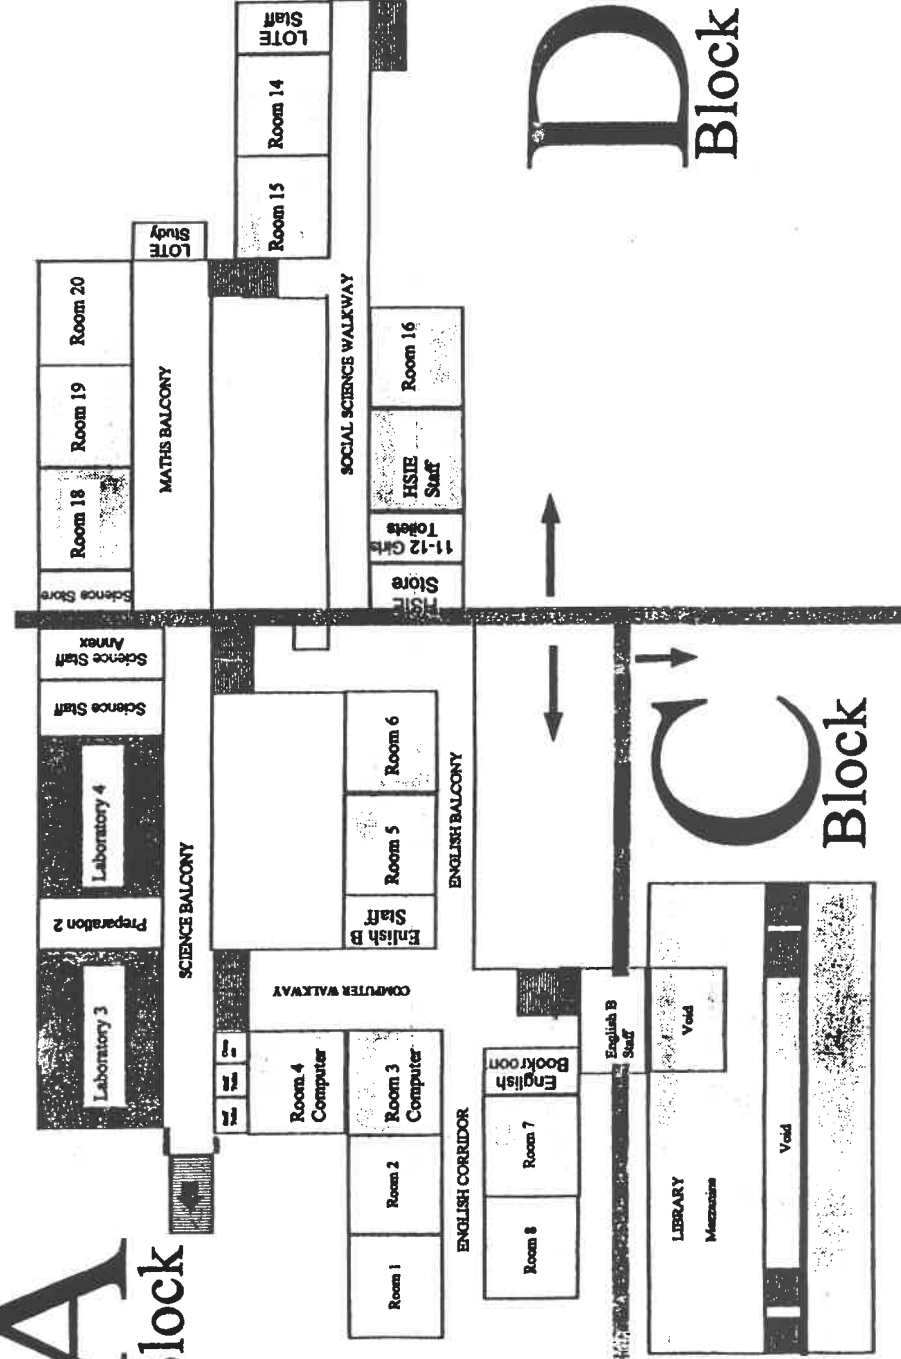 A
Block
Laboratory 3
Preparation 2
Laboratory 4
Science Staff
Science Staff
Annex
SCIENCE BALCONY
Room 4
Computer
Room 3
Computer
Room 2
Room 1
COMPUTER WALKWAY
Enlish B
Staff
Room 5
Room 6
ENGLISH BALCONY
ENGLISH CORRIDOR
Room 8
Room 7
English
Bookroom
English B
Staff
Void
LIBRARY
Mezzanine
Void
C
Block
Science Store
Room 18
Room 19
Room 20
MATHS BALCONY
LOTE
Study
Room 15
Room 14
LOTE
Staff
SOCIAL SCIENCE WALKWAY
HSIE
Store
11-12 Girls
Toilets
HSIE
Staff
Room 16
D
Block